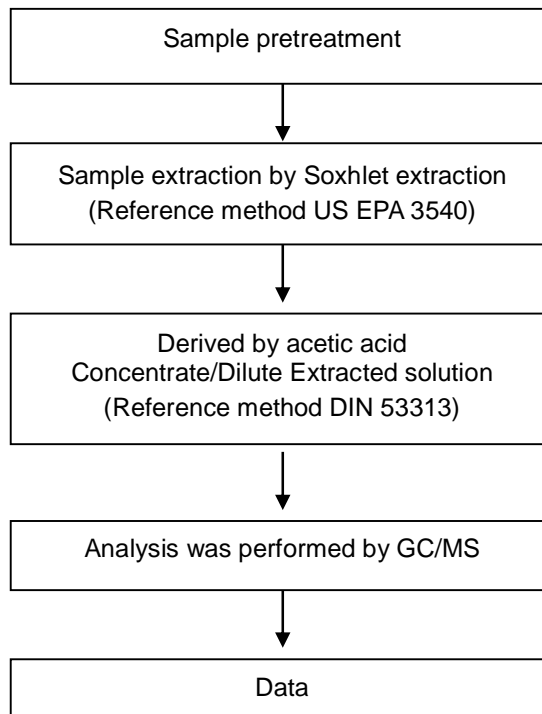 Sample pretreatment
Sample extraction by Soxhlet extraction
(Reference method US EPA 3540)
Derived by acetic acid
Concentrate/Dilute Extracted solution
(Reference method DIN 53313)
Analysis was performed by GC/MS
Data